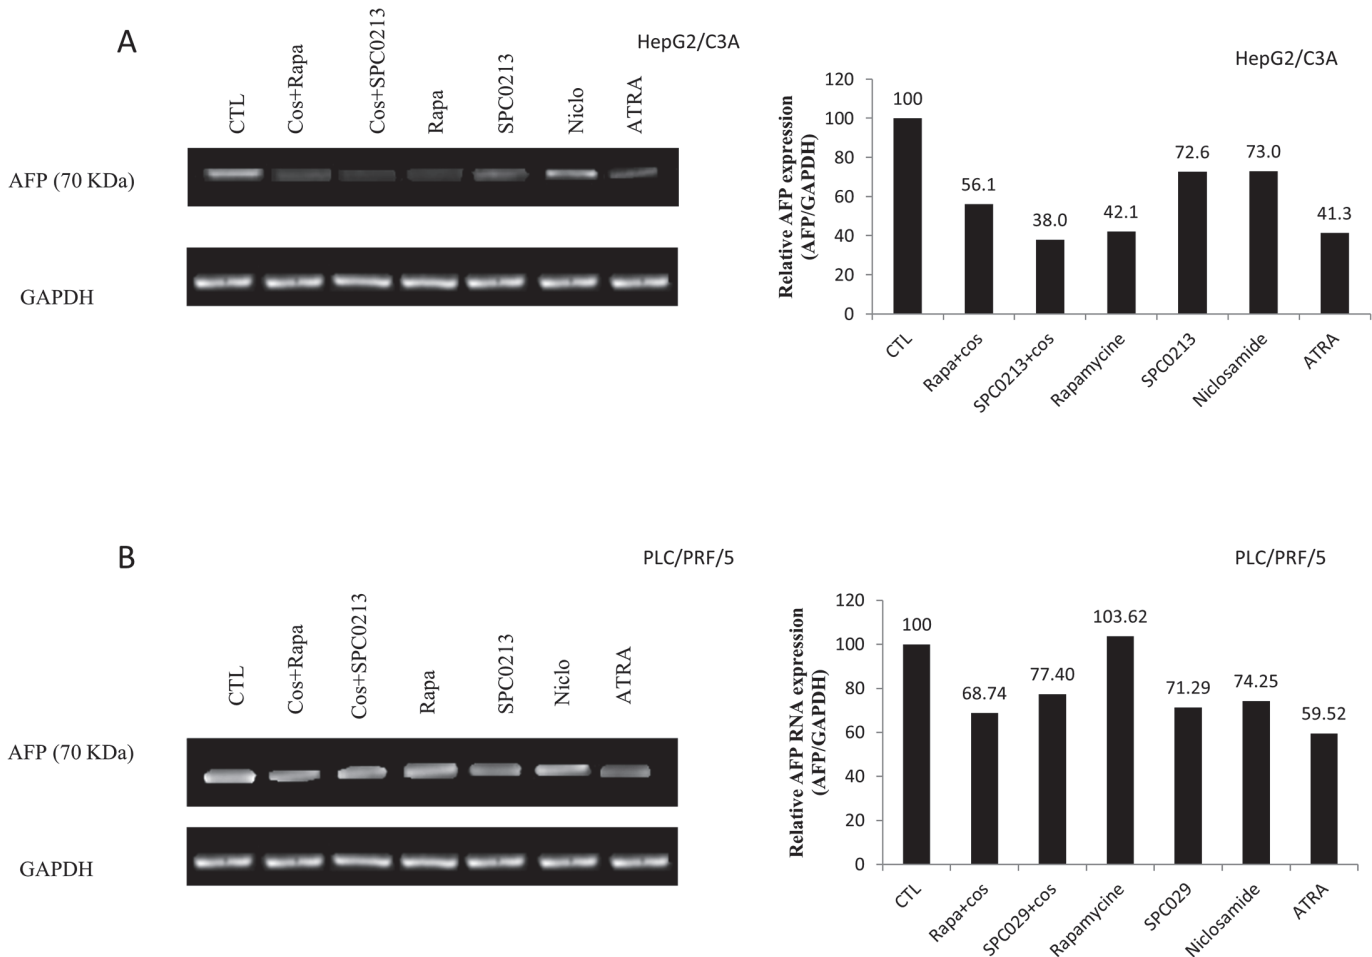 A
HepG2/C3A
CTL
Cos+Rapa
Cos+SPC0213
Rapa
SPC0213
Niclo
ATRA
AFP (70 KDa)
GAPDH
HepG2/C3A
Relative AFP expression
(AFP/GAPDH)
120
100
80
60
40
20
0
100
56.1
38.0
42.1
72.6
73.0
41.3
CTL
Rapa+cos
SPC0213+cos
Rapamycine
SPC0213
Niclosamide
ATRA
B
PLC/PRF/5
CTL
Cos+Rapa
Cos+SPC0213
Rapa
SPC0213
Niclo
ATRA
AFP (70 KDa)
GAPDH
PLC/PRF/5
Relative AFP RNA expression
(AFP/GAPDH)
120
100
80
60
40
20
0
100
68.74
77.40
103.62
71.29
74.25
59.52
CTL
Rapa+cos
SPC029+cos
Rapamycine
SPC029
Niclosamide
ATRA